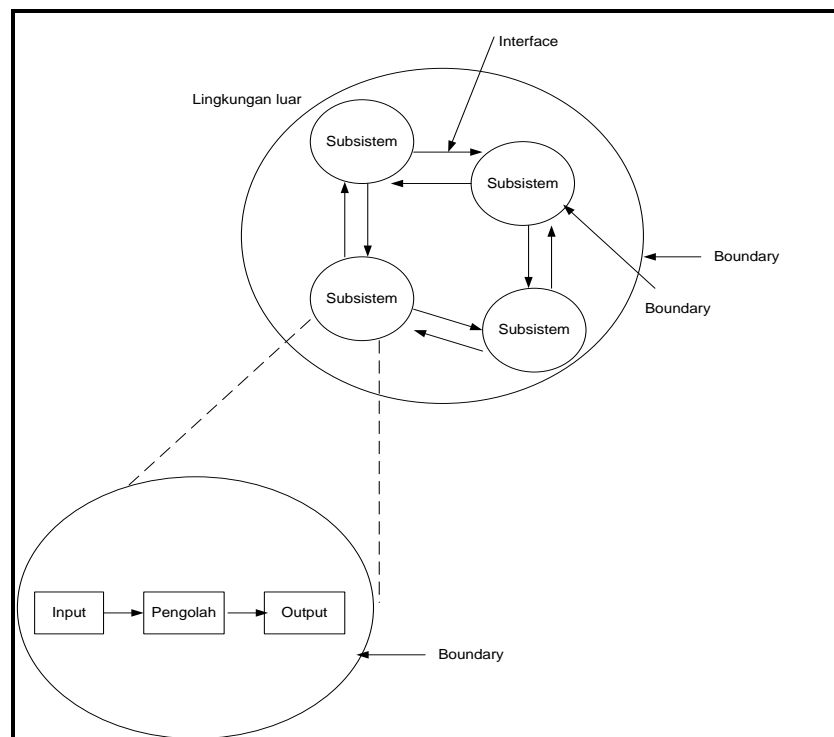 Interface
Lingkungan luar
Subsistem
Subsistem
Boundary
Subsistem
Boundary
Subsistem
Input
Pengolah
Output
Boundary